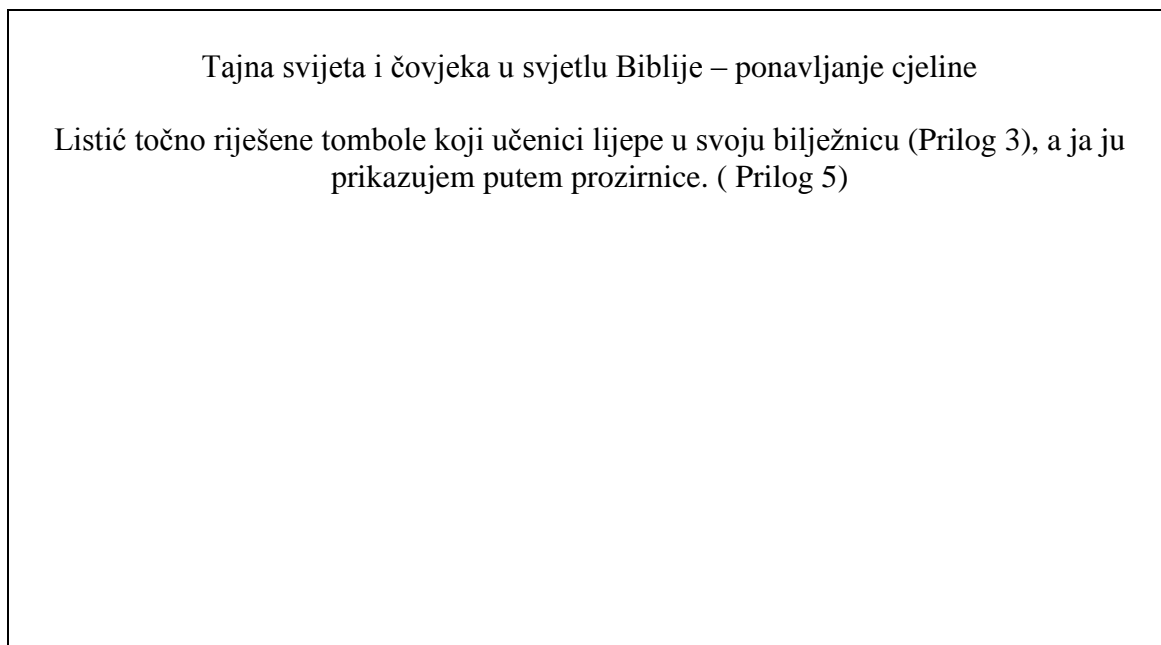 Tajna svijeta i čovjeka u svjetlu Biblije – ponavljanje cjeline
Listić točno riješene tombole koji učenici lijepe u svoju bilježnicu (Prilog 3), a ja ju
prikazujem putem prozirnice. ( Prilog 5)